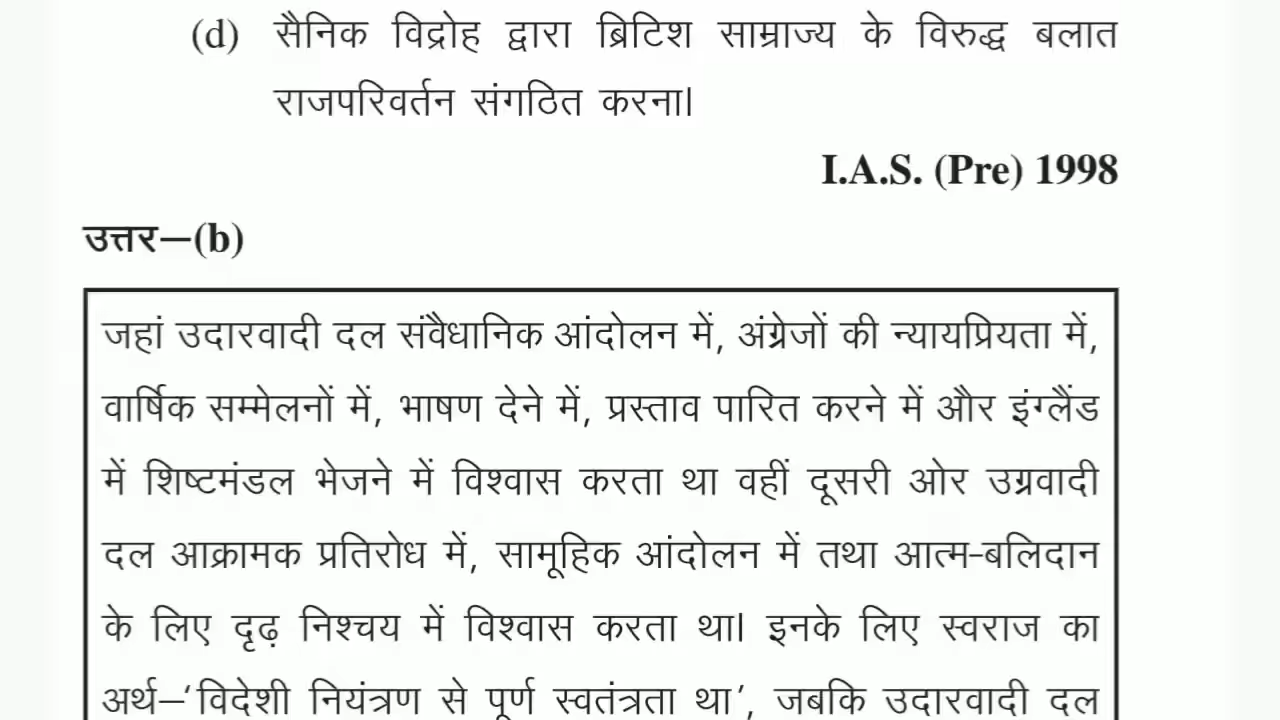 (d) सैनिक विद्रोह द्वारा ब्रिटिश साम्राज्य के विरुद्ध बलात
राजपरिवर्तन संगठित करना।
I.A.S. (Pre) 1998
उत्तर—(b)
जहां उदारवादी दल संवैधानिक आंदोलन में, अंग्रेजों की न्यायप्रियता में,
वार्षिक सम्मेलनों में, भाषण देने में, प्रस्ताव पारित करने में और इंग्लैंड
में शिष्टमंडल भेजने में विश्वास करता था वहीं दूसरी ओर उग्रवादी
दल आक्रामक प्रतिरोध में, सामूहिक आंदोलन में तथा आत्म-बलिदान
के लिए दृढ़ निश्चय में विश्वास करता था। इनके लिए स्वराज का
अर्थ—‘विदेशी नियंत्रण से पूर्ण स्वतंत्रता था’, जबकि उदारवादी दल